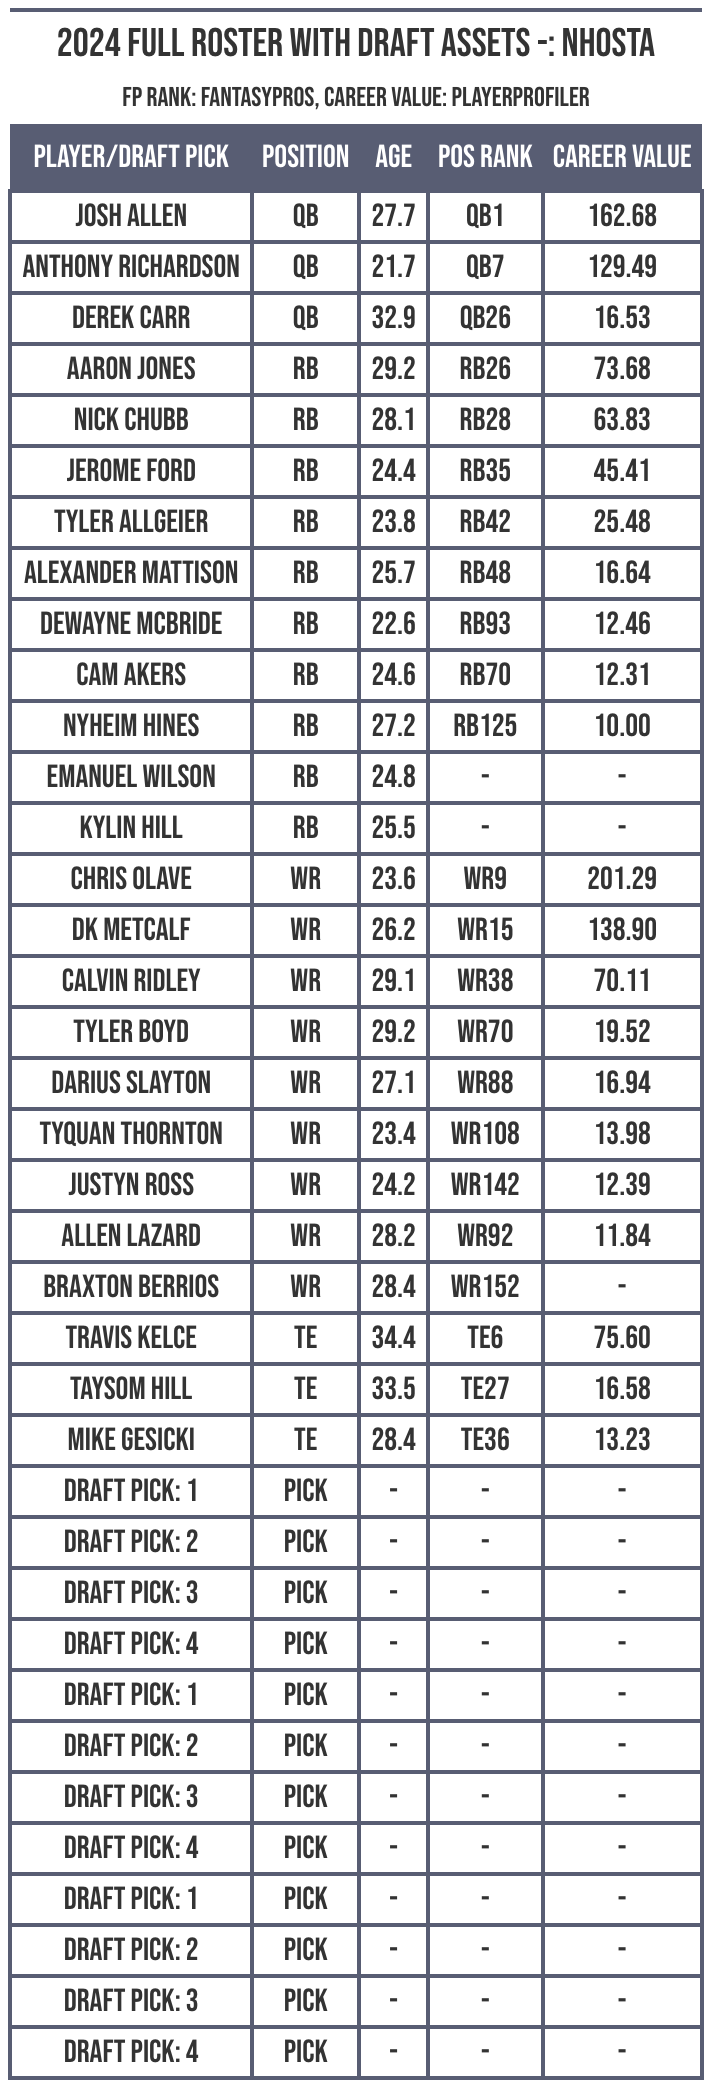 2024 FULL ROSTER WITH DRAFT ASSETS -: NHOSTA
FP RANK: FANTASYPROS, CAREER VALUE: PLAYERPROFILER
PLAYER/DRAFT PICK POSITION AGE POS RANK CAREER VALUE
JOSH ALLEN QB 27.7 QB1 162.68
ANTHONY RICHARDSON QB 21.7 QB7 129.49
DEREK CARR QB 32.9 QB26 16.53
AARON JONES RB 29.2 RB26 73.68
NICK CHUBB RB 28.1 RB28 63.83
JEROME FORD RB 24.4 RB35 45.41
TYLER ALLGEIER RB 23.8 RB42 25.48
ALEXANDER MATTISON RB 25.7 RB48 16.64
DEWAYNE MCBRIDE RB 22.6 RB93 12.46
CAM AKERS RB 24.6 RB70 12.31
NYHEIM HINES RB 27.2 RB125 10.00
EMANUEL WILSON RB 24.8 - -
KYLIN HILL RB 25.5 - -
CHRIS OLAVE WR 23.6 WR9 201.29
DK METCALF WR 26.2 WR15 138.90
CALVIN RIDLEY WR 29.1 WR38 70.11
TYLER BOYD WR 29.2 WR70 19.52
DARIUS SLAYTON WR 27.1 WR88 16.94
TYQUAN THORNTON WR 23.4 WR108 13.98
JUSTYN ROSS WR 24.2 WR142 12.39
ALLEN LAZARD WR 28.2 WR92 11.84
BRAXTON BERRIOS WR 28.4 WR152 -
TRAVIS KELCE TE 34.4 TE6 75.60
TAYSOM HILL TE 33.5 TE27 16.58
MIKE GESICKI TE 28.4 TE36 13.23
DRAFT PICK: 1 PICK - - -
DRAFT PICK: 2 PICK - - -
DRAFT PICK: 3 PICK - - -
DRAFT PICK: 4 PICK - - -
DRAFT PICK: 1 PICK - - -
DRAFT PICK: 2 PICK - - -
DRAFT PICK: 3 PICK - - -
DRAFT PICK: 4 PICK - - -
DRAFT PICK: 1 PICK - - -
DRAFT PICK: 2 PICK - - -
DRAFT PICK: 3 PICK - - -
DRAFT PICK: 4 PICK - - -